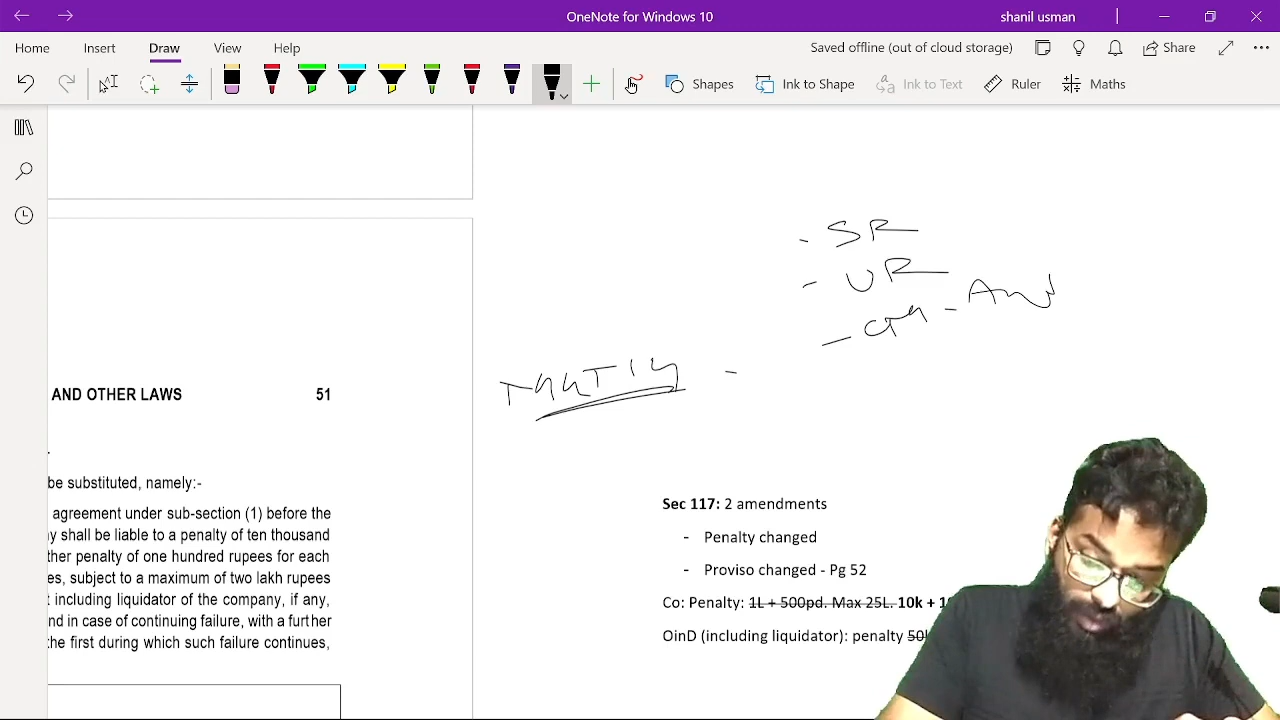 OneNote for Windows 10
shanil usman
Home Insert Draw View Help
Saved offline (out of cloud storage)
Share
Shapes
Ink to Shape
Ink to Text
Ruler
Maths
- SR
- UR
AND OTHER LAWS 51
be substituted, namely:-
agreement under sub-section (1) before the
y shall be liable to a penalty of ten thousand
ther penalty of one hundred rupees for each
es, subject to a maximum of two lakh rupees
t including liquidator of the company, if any,
nd in case of continuing failure, with a further
the first during which such failure continues,
Sec 117: 2 amendments
- Penalty changed
- Proviso changed - Pg 52
Co: Penalty: 1L + 500pd. Max 25L. 10k + 1
OinD (including liquidator): penalty 50